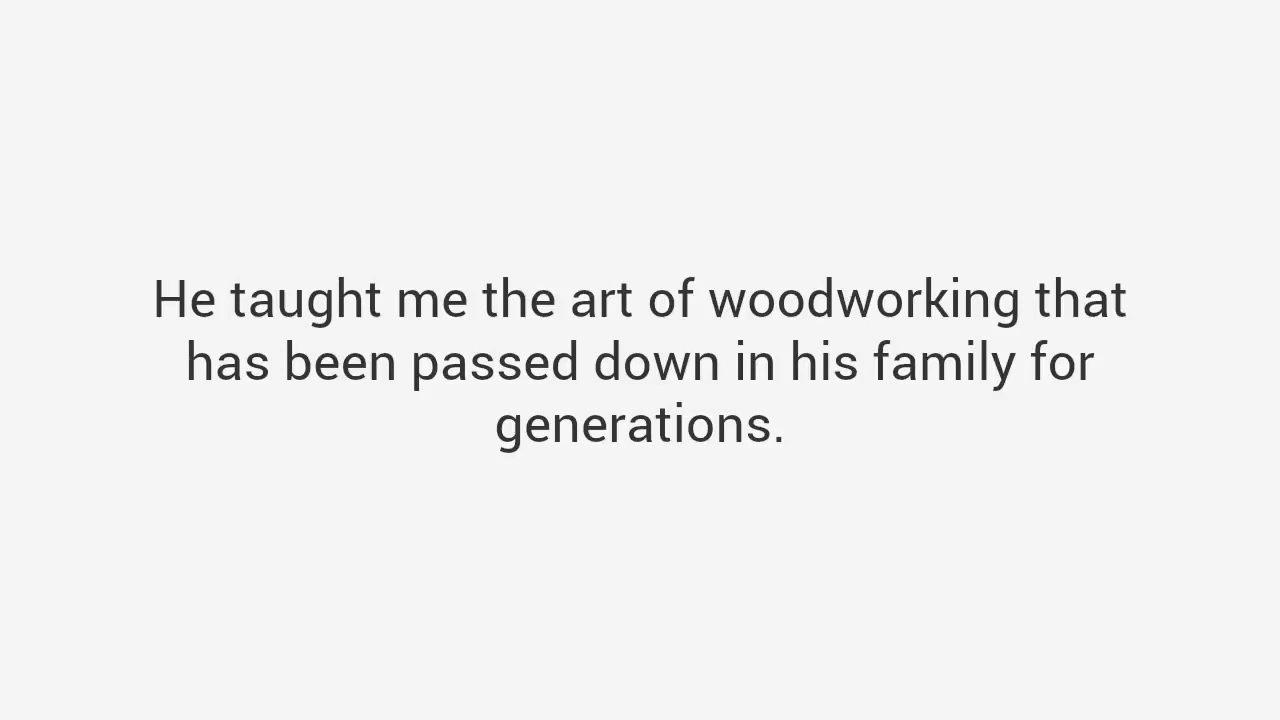 He taught me the art of woodworking that
has been passed down in his family for
generations.